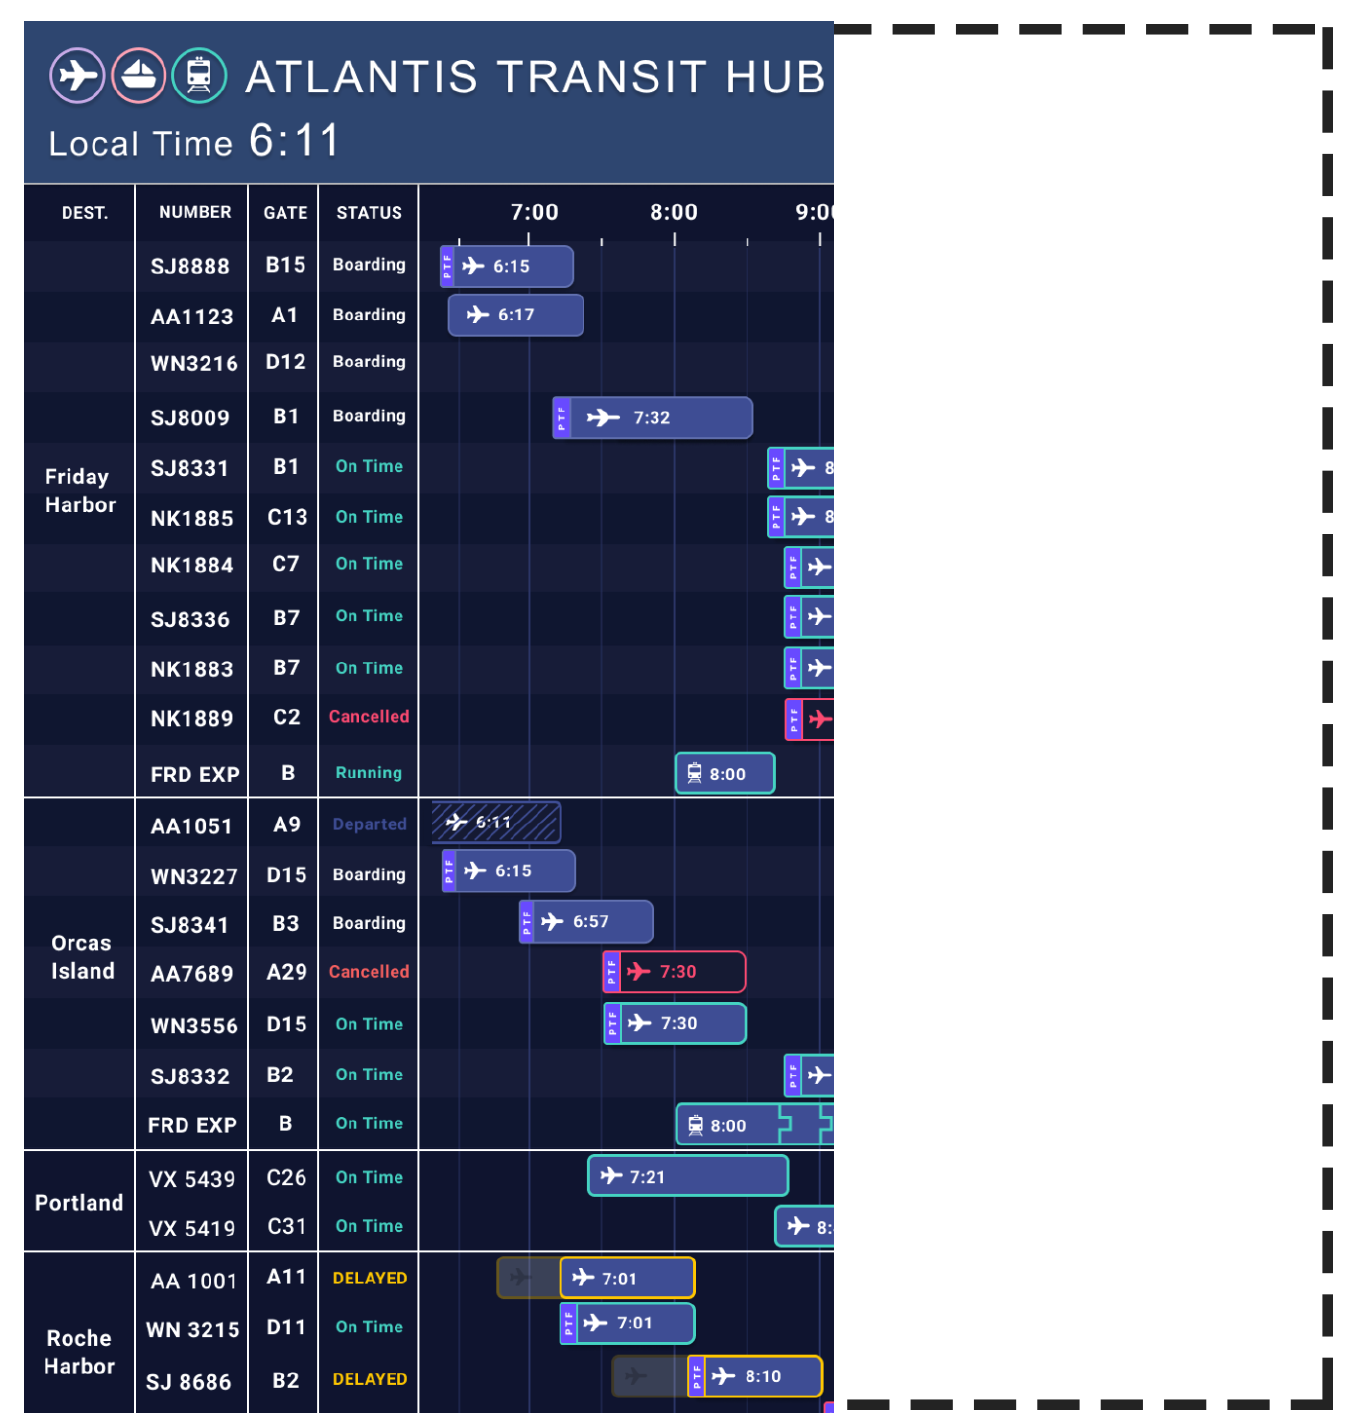 ATLANTIS TRANSIT HUB
Local Time 6:11
DEST. NUMBER GATE STATUS 7:00 8:00 9:00
SJ8888 B15 Boarding PTF 6:15
AA1123 A1 Boarding 6:17
WN3216 D12 Boarding
SJ8009 B1 Boarding PTF 7:32
Friday
Harbor
SJ8331 B1 On Time PTF 8
NK1885 C13 On Time PTF 8
NK1884 C7 On Time PTF
SJ8336 B7 On Time PTF
NK1883 B7 On Time PTF
NK1889 C2 Cancelled PTF
FRD EXP B Running 8:00
AA1051 A9 Departed 6:11
WN3227 D15 Boarding PTF 6:15
SJ8341 B3 Boarding PTF 6:57
Orcas
Island
AA7689 A29 Cancelled PTF 7:30
WN3556 D15 On Time PTF 7:30
SJ8332 B2 On Time PTF
FRD EXP B On Time 8:00
Portland
VX 5439 C26 On Time 7:21
VX 5419 C31 On Time 8:
AA 1001 A11 DELAYED 7:01
WN 3215 D11 On Time PTF 7:01
Roche
Harbor
SJ 8686 B2 DELAYED PTF 8:10